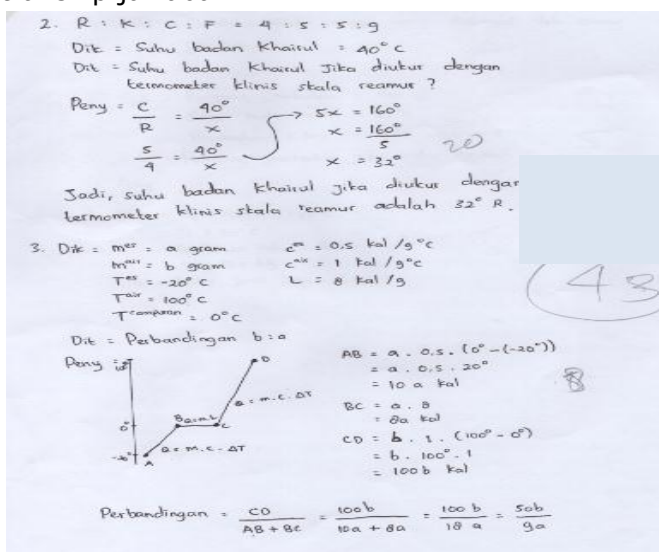 2. R : K : C : F = 4 : 5 : 5 : 9
Dik = Suhu badan Khairul = 40° C
Dit = Suhu badan Khairul Jika diukur dengan
termometer klinis skala reamur ?
Peny = C/R = 40°/x → 5x = 160°
5/4 = 40°/x x = 160°/5
x = 32°
20
Jadi, suhu badan Khairul jika diukur dengan
termometer klinis skala reamur adalah 32° R.
43
3. Dik = m es = a gram c es = 0.5 kal /g°c
m air = b gram c air = 1 kal /g°c
T es = -20° C L = 8 kal /g
T air = 100° C
T campuran = 0° C
Dit = Perbandingan b : a
Peny =
D
0°
B Q=m.L C
Q = m.c.ΔT
Q = m.c.ΔT
A
AB = a . 0.5 . (0° -(-20°))
= a . 0.5 . 20°
= 10 a kal
8
BC = a . 8
= 8a kal
CD = b . 1 . (100° - 0°)
= b . 100° . 1
= 100 b kal
Perbandingan = CD/AB + BC = 100b/10a + 8a = 100 b/18 a = 50b/9a